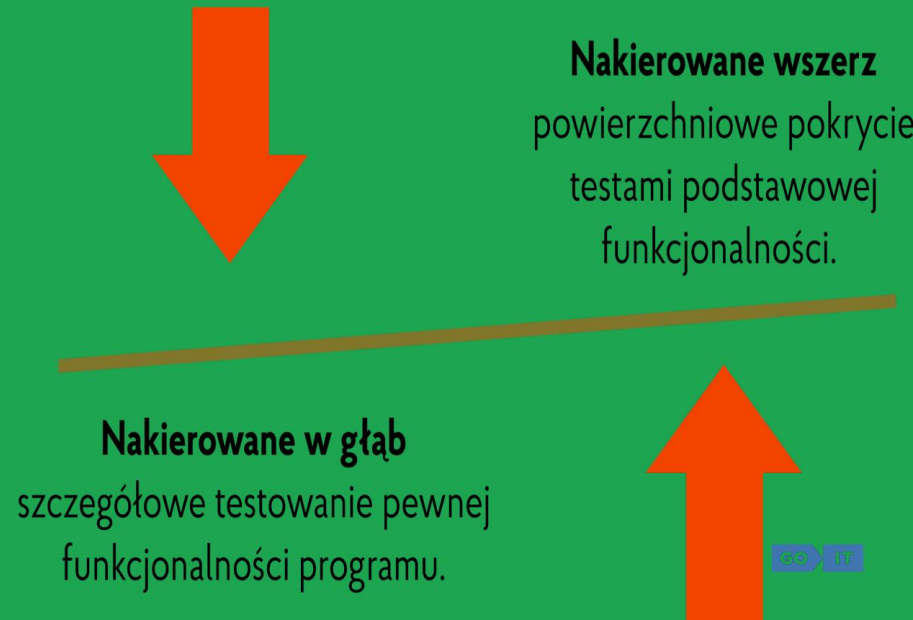 Nakierowane wszerz
powierzchniowe pokrycie
testami podstawowej
funkcjonalności.
Nakierowane w głąb
szczegółowe testowanie pewnej
funkcjonalności programu.
GO IT